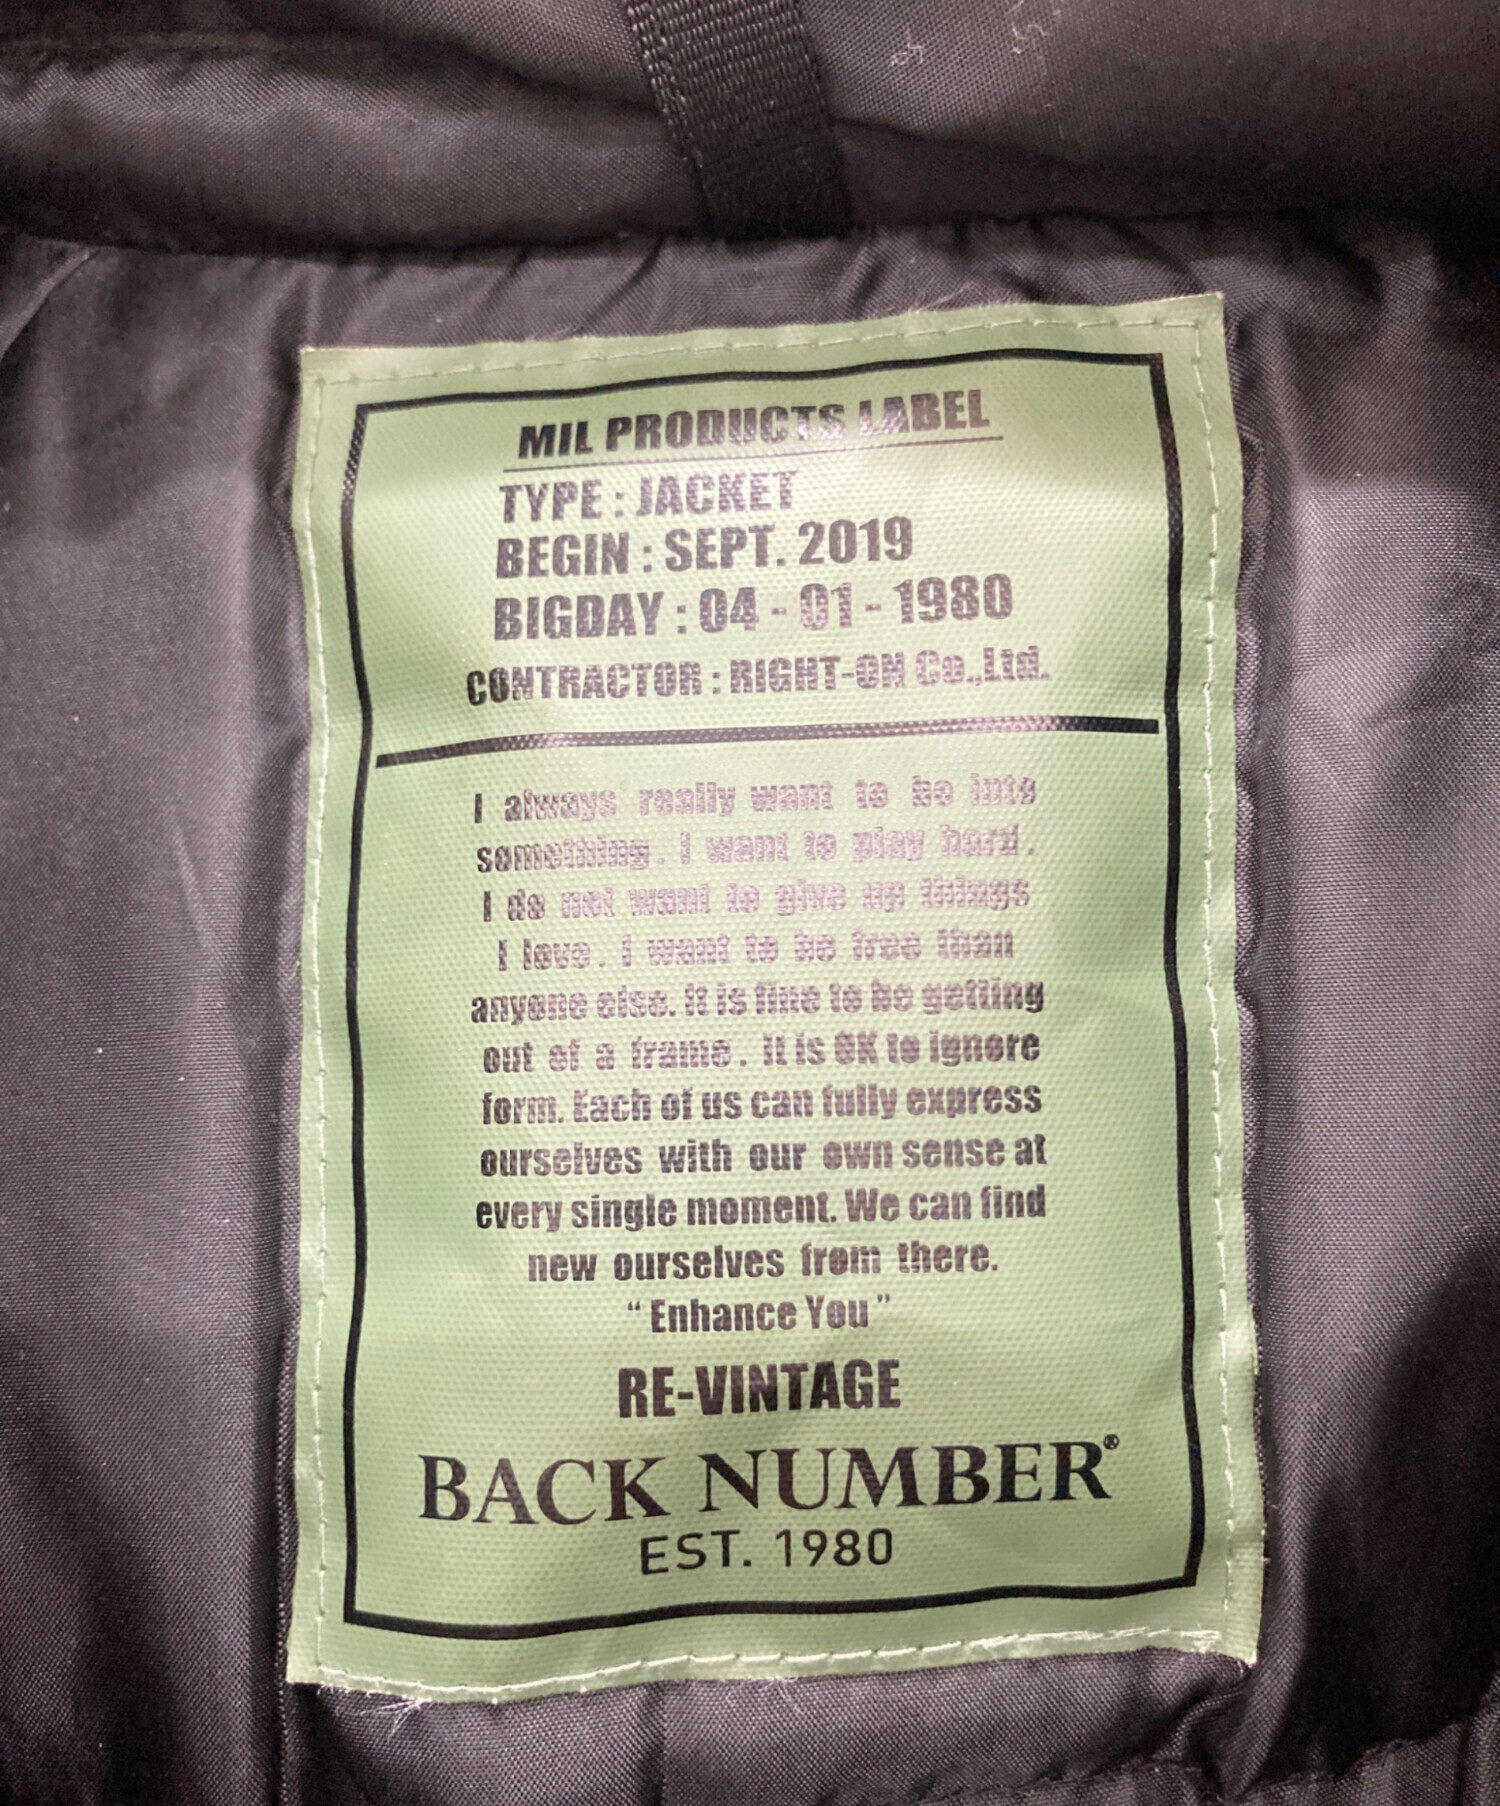 MIL PRODUCTS LABEL
TYPE : JACKET
BEGIN : SEPT. 2019
BIGDAY : 04 - 01 - 1980
CONTRACTOR : RIGHT-ON Co.,Ltd.
I always really want to be into
something. I want to play hard.
I do not want to give up things
I love. I want to be free than
anyone else. It is fine to be getting
out of a frame. It is OK to ignore
form. Each of us can fully express
ourselves with our own sense at
every single moment. We can find
new ourselves from there.
“Enhance You”
RE-VINTAGE
BACK NUMBER®
EST. 1980